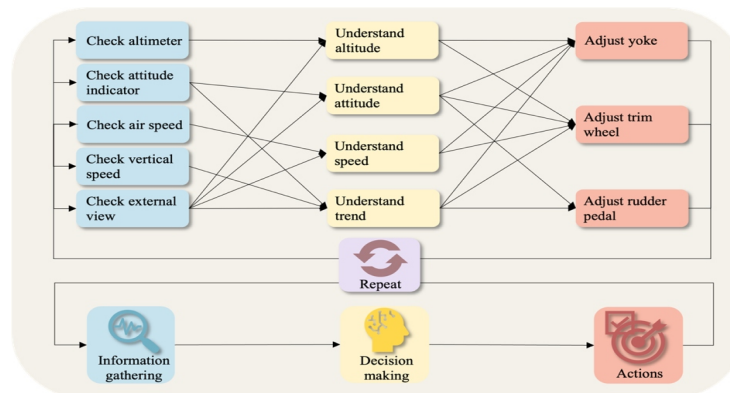 Check altimeter
Check attitude
indicator
Check air speed
Check vertical
speed
Check external
view
Understand
altitude
Understand
attitude
Understand
speed
Understand
trend
Adjust yoke
Adjust trim
wheel
Adjust rudder
pedal
Repeat
Information
gathering
Decision
making
Actions